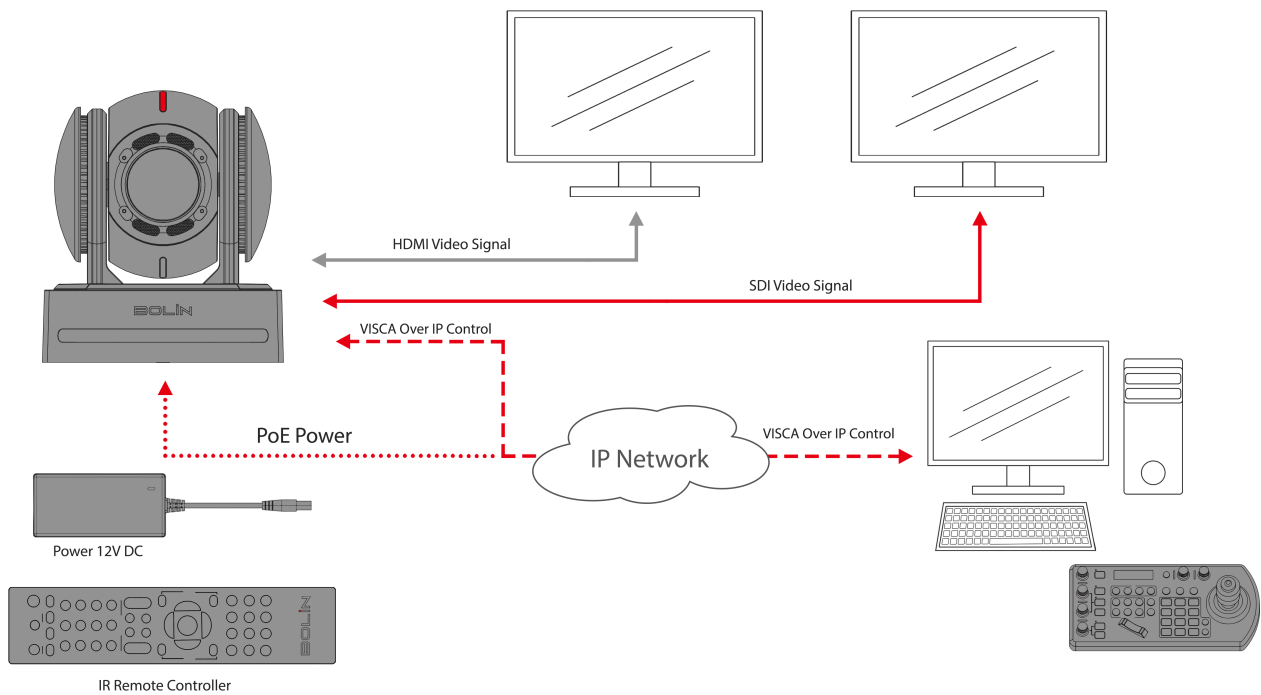 HDMI Video Signal
SDI Video Signal
BOLIN
VISCA Over IP Control
PoE Power
IP Network
VISCA Over IP Control
Power 12V DC
BOLIN
IR Remote Controller